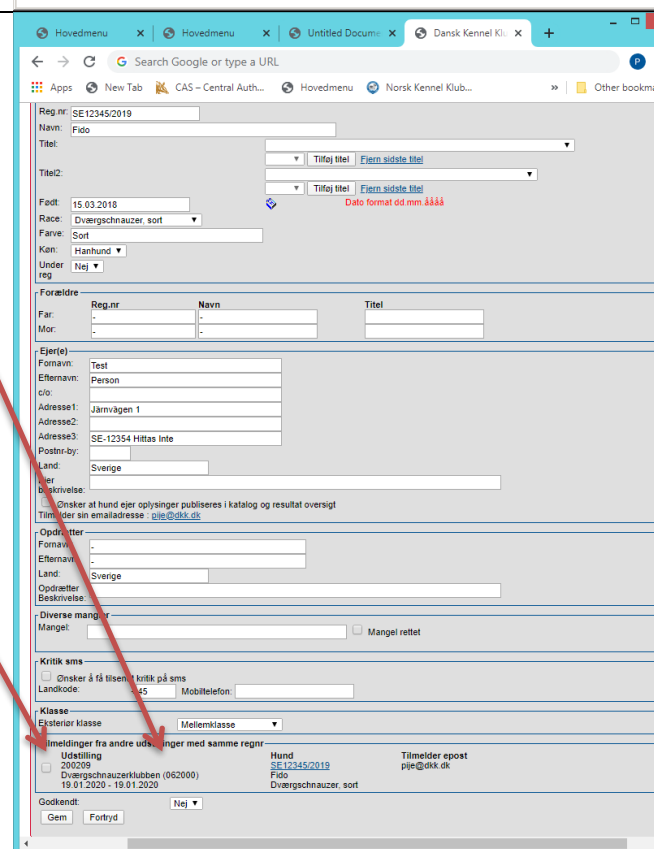 Hovedmenu Hovedmenu Untitled Docume Dansk Kennel Klu
Search Google or type a URL P
Apps New Tab CAS – Central Auth... Hovedmenu Norsk Kennel Klub... » Other bookma
Reg.nr: SE12345/2019
Navn: Fido
Titel:
Tilføj titel Fjern sidste titel
Titel2:
Tilføj titel Fjern sidste titel
Født: 15.03.2018 Dato format dd.mm.åååå
Race: Dværgschnauzer, sort
Farve: Sort
Køn: Hanhund
Under reg Nej
Forældre
Reg.nr Navn Titel
Far: - -
Mor: - -
Ejer(e)
Fornavn: Test
Efternavn: Person
c/o:
Adresse1: Järnvägen 1
Adresse2:
Adresse3: SE-12354 Hittas Inte
Postnr-by:
Land: Sverige
Ejer
beskrivelse:
Ønsker at hund ejer oplysinger publiseres i katalog og resultat oversigt
Tilmelder sin emailadresse : pije@dkk.dk
Opdrætter
Fornavn: -
Efternavn: -
Land: Sverige
Opdrætter
Beskrivelse:
Diverse mangler
Mangel: Mangel rettet
Kritik sms
Ønsker å få tilsendt kritik på sms
Landkode: 45 Mobiltelefon:
Klasse
Eksteriør klasse Mellemklasse
Tilmeldinger fra andre udstillinger med samme regnr
Udstilling Hund Tilmelder epost
200209 SE12345/2019 pije@dkk.dk
Dværgschnauzerklubben (062000) Fido
19.01.2020 - 19.01.2020 Dværgschnauzer, sort
Godkendt: Nej
Gem Fortryd